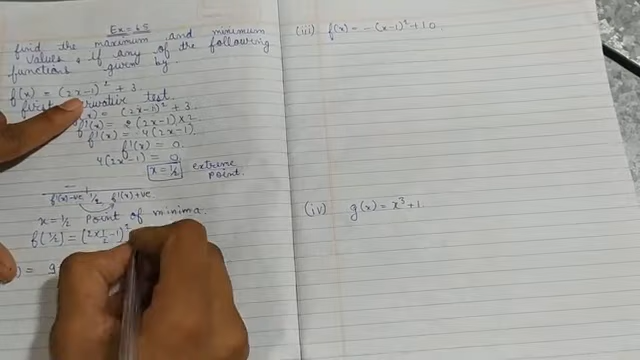 Ex = 6.5
find the maximum and minimum
values, if any of the following
functions given by
f(x) = (2x-1)² + 3
first derivative test
x) = (2x-1)² + 3.
f'(x) = 2(2x-1)×2
f'(x) = 4(2x-1)
f'(x) = 0.
4(2x-1) = 0
x = 1/2 extreme
point.
f'(x) -ve 1/2 f'(x) +ve
x = 1/2 Point of minima.
f(1/2) = (2×1/2 -1)²
) = 9
(iii) f(x) = -(x-1)² + 10
(iv) g(x) = x³ + 1